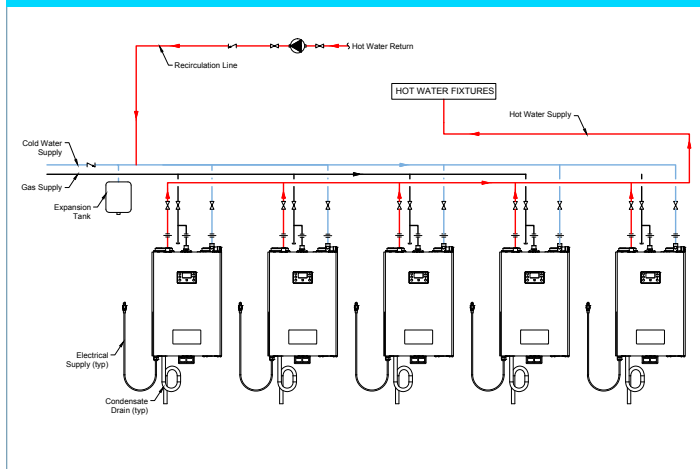 Hot Water Return
Recirculation Line
HOT WATER FIXTURES
Hot Water Supply
Cold Water
Supply
Gas Supply
Expansion
Tank
Electrical
Supply (typ)
Condensate
Drain (typ)